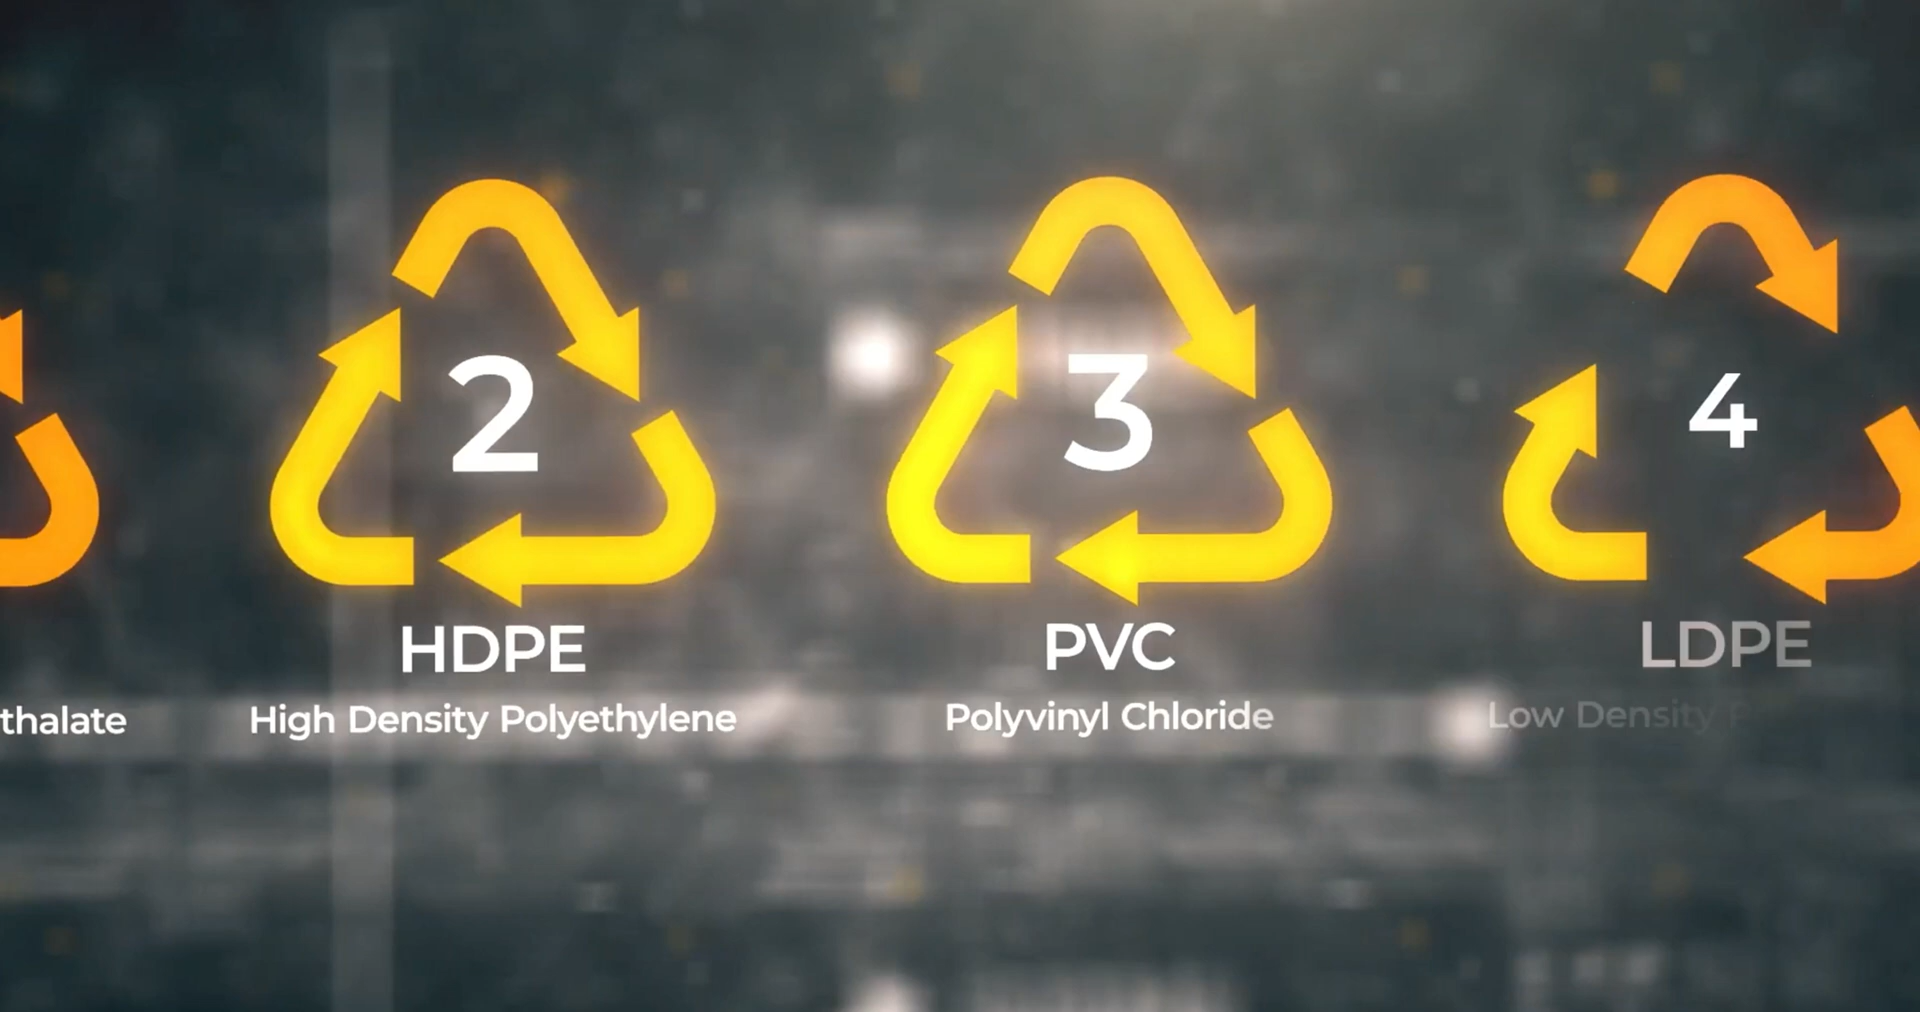 2
3
4
HDPE
PVC
LDPE
thalate
High Density Polyethylene
Polyvinyl Chloride
Low Density